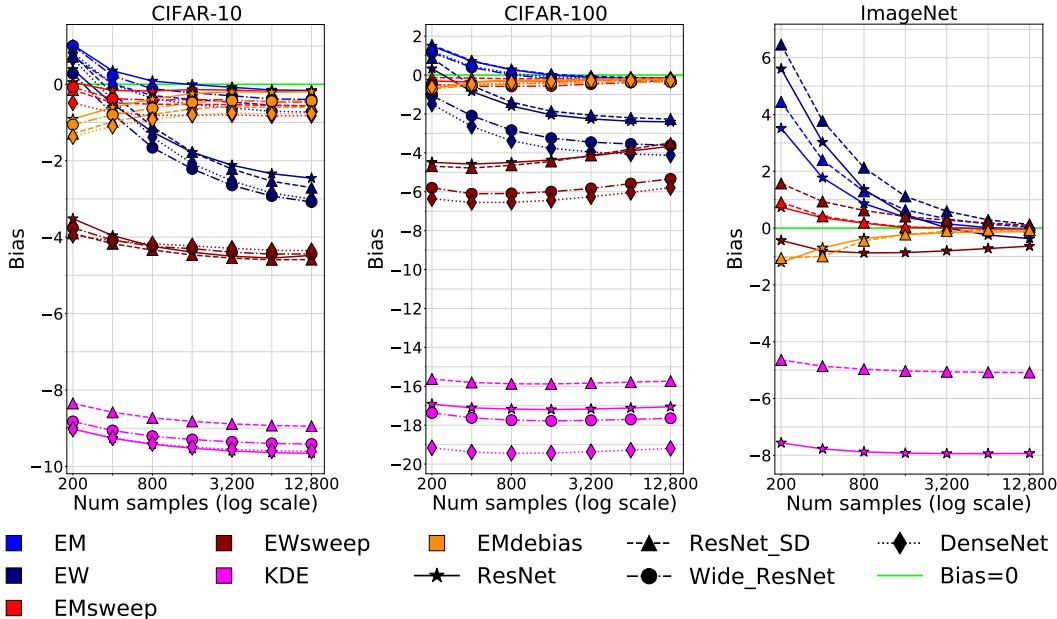 CIFAR-10
CIFAR-100
ImageNet
Bias
0
−2
−4
−6
−8
−10
200
800
3,200
12,800
Num samples (log scale)
Bias
2
0
−2
−4
−6
−8
−10
−12
−14
−16
−18
−20
200
800
3,200
12,800
Num samples (log scale)
Bias
6
4
2
0
−2
−4
−6
−8
200
800
3,200
12,800
Num samples (log scale)
EM
EW
EMsweep
EWsweep
KDE
EMdebias
ResNet
ResNet_SD
Wide_ResNet
DenseNet
Bias=0